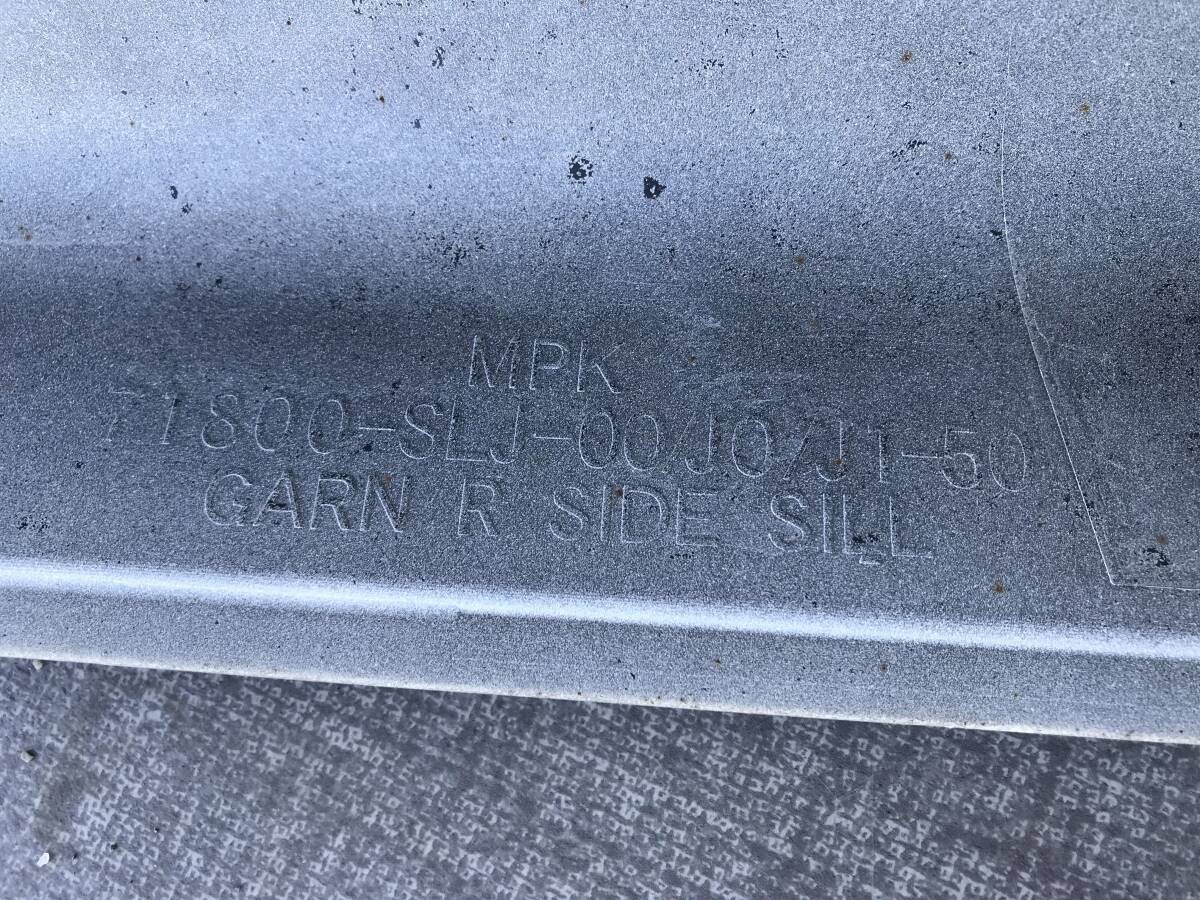 MPK
71800-SLJ-00/J0/J1-50
GARN R SIDE SILL